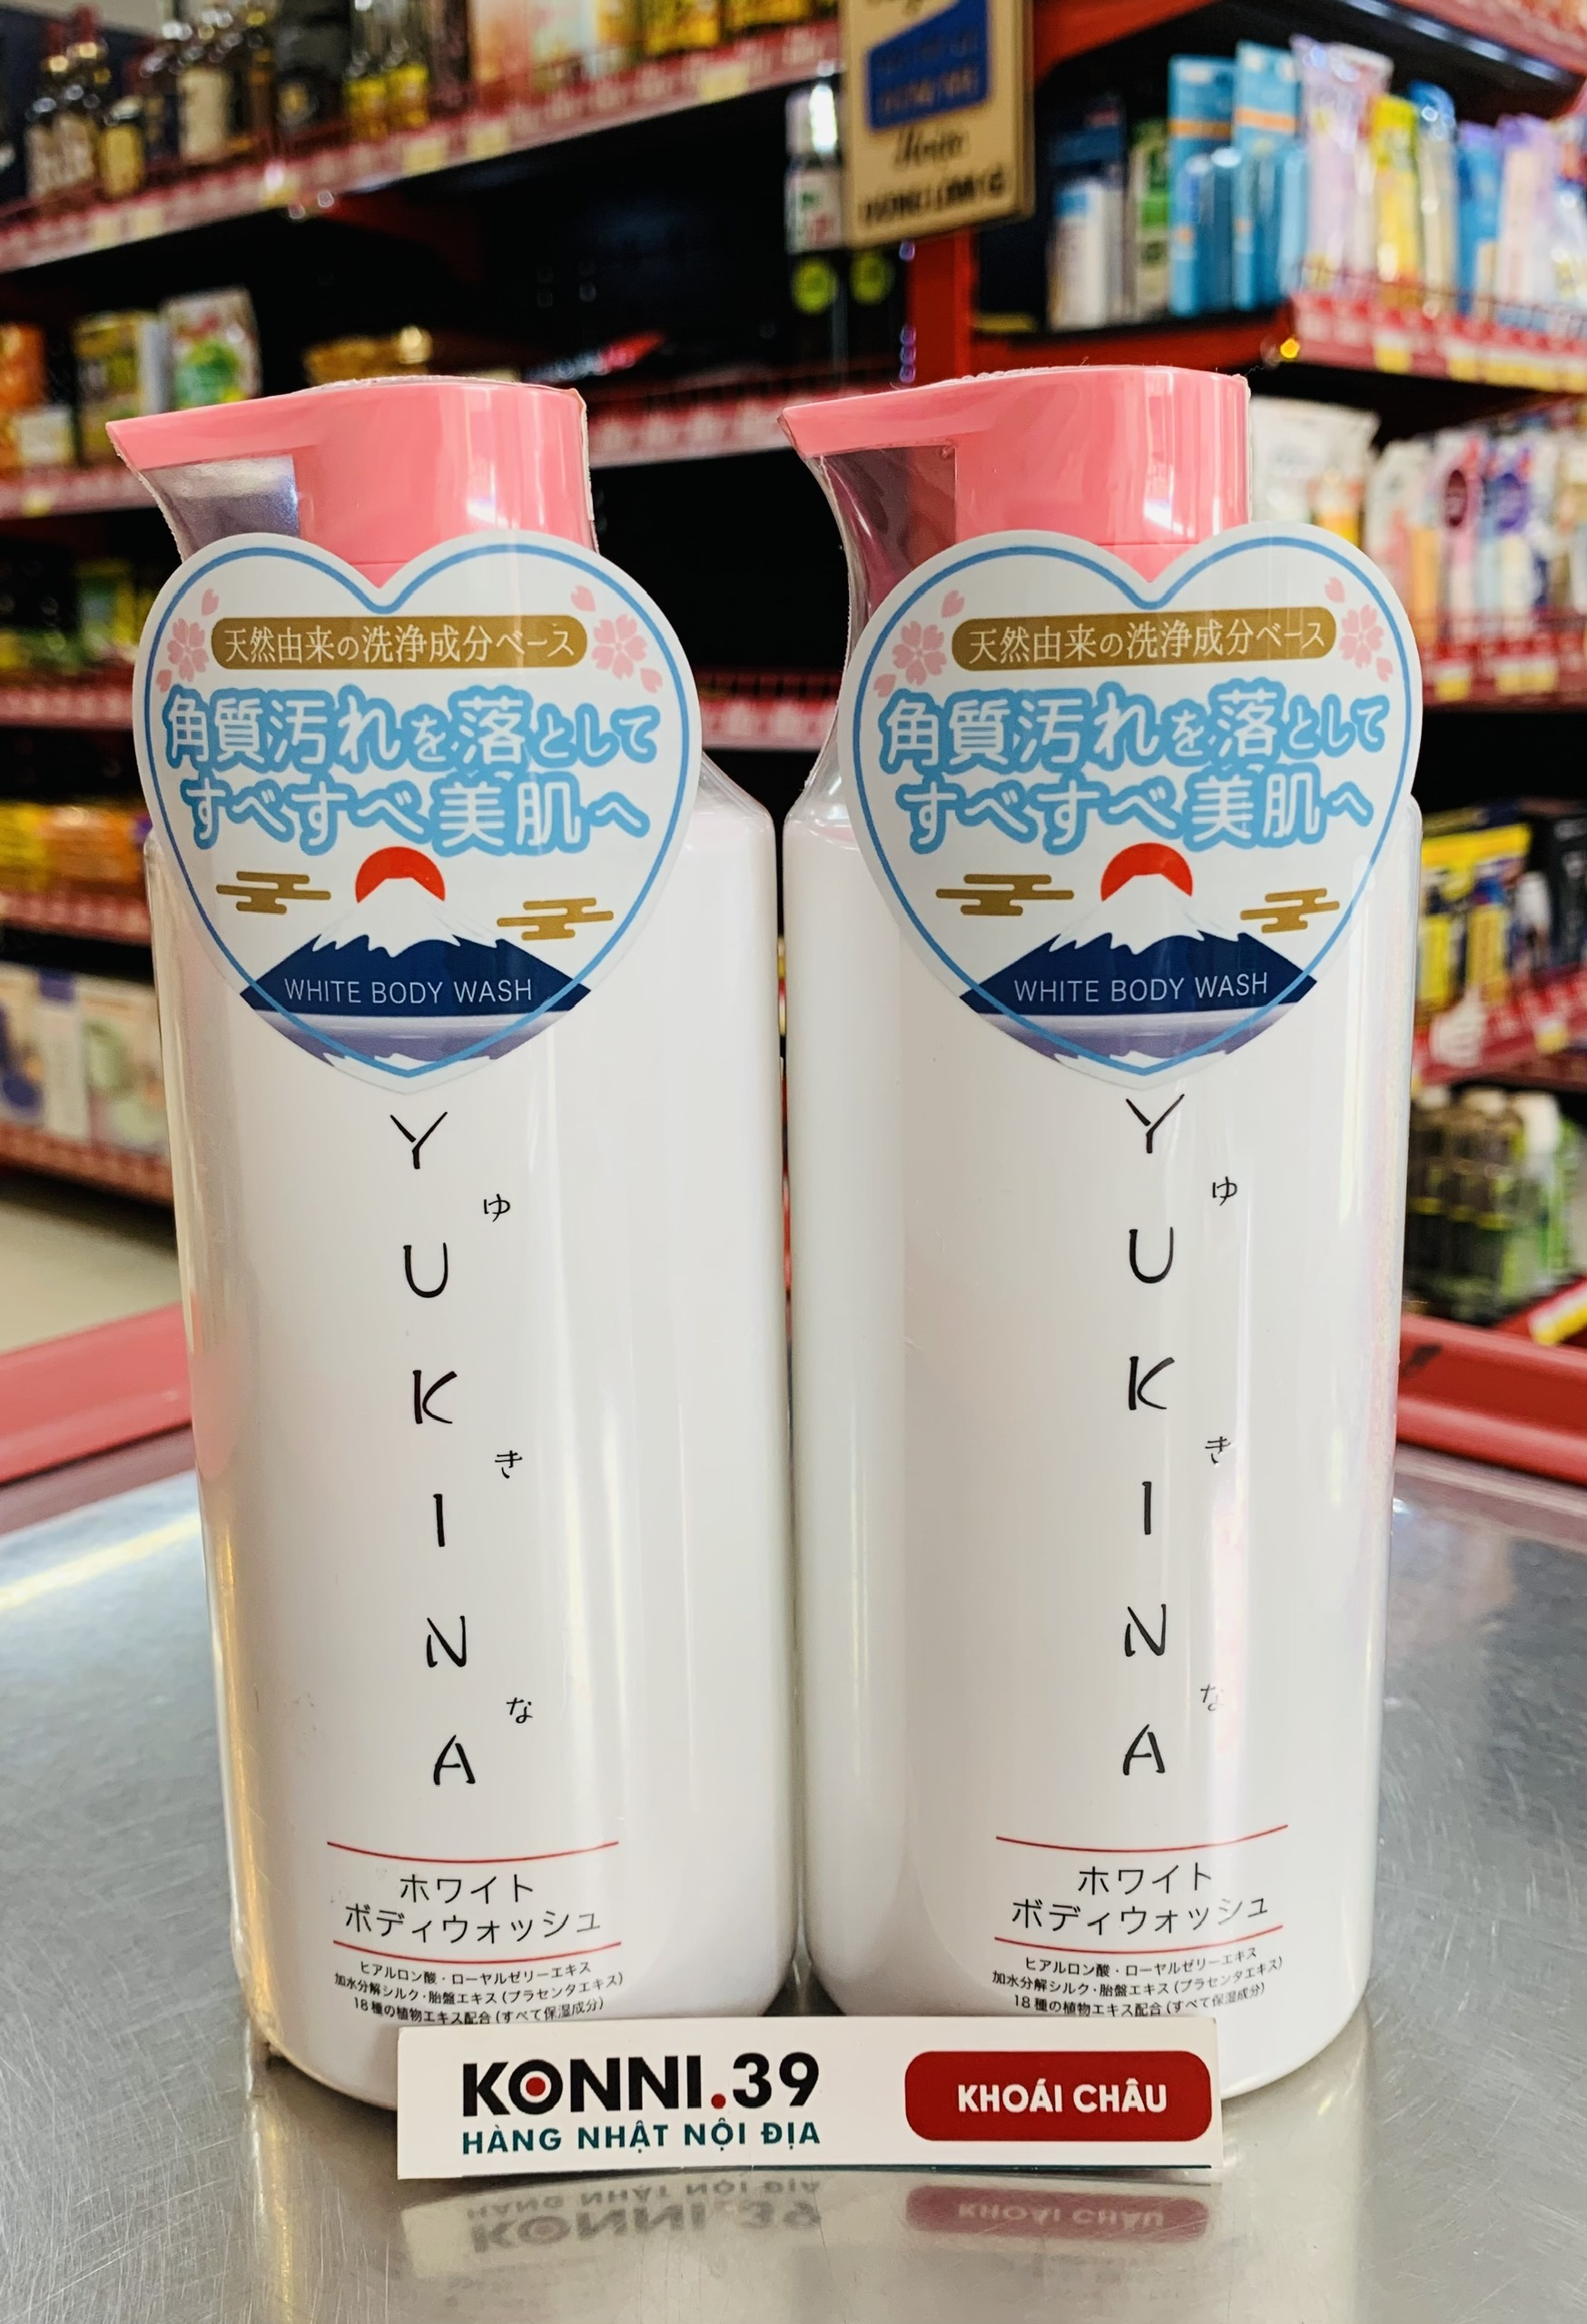 天然由来の洗浄成分ベース
角質汚れを落として
すべすべ美肌へ
WHITE BODY WASH
YUKINA
ゆきな
ホワイト
ボディウォッシュ
ヒアルロン酸・ローヤルゼリーエキス
加水分解シルク・胎盤エキス（プラセンタエキス）
18種の植物エキス配合（すべて保湿成分）
天然由来の洗浄成分ベース
角質汚れを落として
すべすべ美肌へ
WHITE BODY WASH
YUKINA
ゆきな
ホワイト
ボディウォッシュ
ヒアルロン酸・ローヤルゼリーエキス
加水分解シルク・胎盤エキス（プラセンタエキス）
18種の植物エキス配合（すべて保湿成分）
KONNI.39
HÀNG NHẬT NỘI ĐỊA
KHOÁI CHÂU